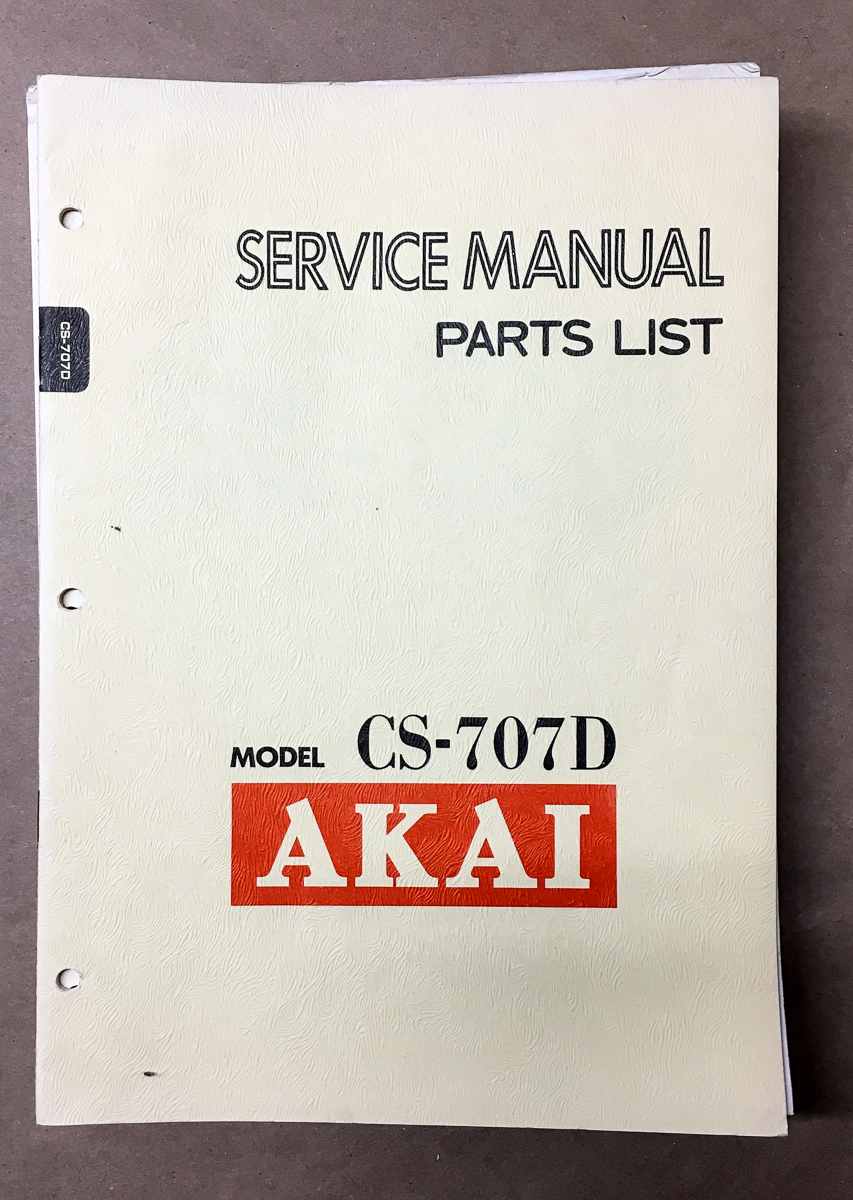 SERVICE MANUAL
PARTS LIST
CS-707D
MODEL CS-707D
AKAI